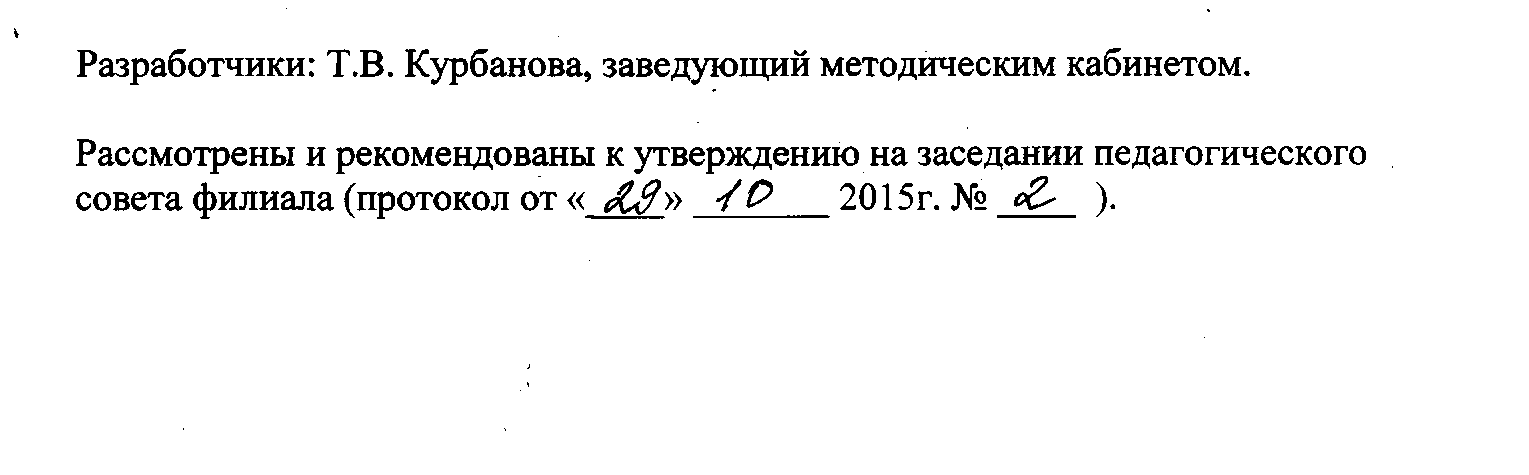 Разработчики: Т.В. Курбанова, заведующий методическим кабинетом.
Рассмотрены и рекомендованы к утверждению на заседании педагогического
совета филиала (протокол от «29» 10 2015г. № 2 ).